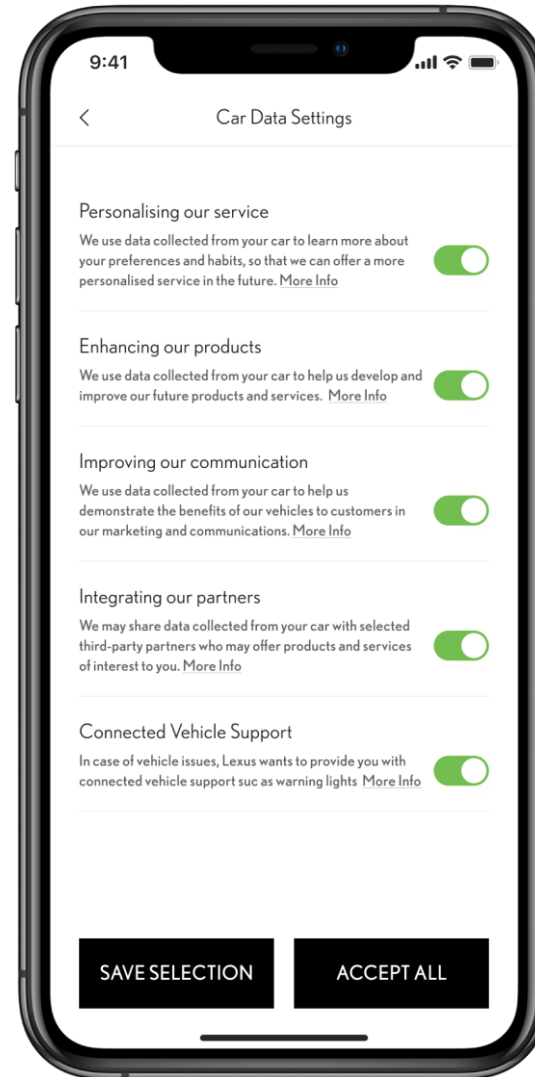 9:41
Car Data Settings
Personalising our service
We use data collected from your car to learn more about
your preferences and habits, so that we can offer a more
personalised service in the future. More Info
Enhancing our products
We use data collected from your car to help us develop and
improve our future products and services. More Info
Improving our communication
We use data collected from your car to help us
demonstrate the benefits of our vehicles to customers in
our marketing and communications. More Info
Integrating our partners
We may share data collected from your car with selected
third-party partners who may offer products and services
of interest to you. More Info
Connected Vehicle Support
In case of vehicle issues, Lexus wants to provide you with
connected vehicle support suc as warning lights More Info
SAVE SELECTION
ACCEPT ALL